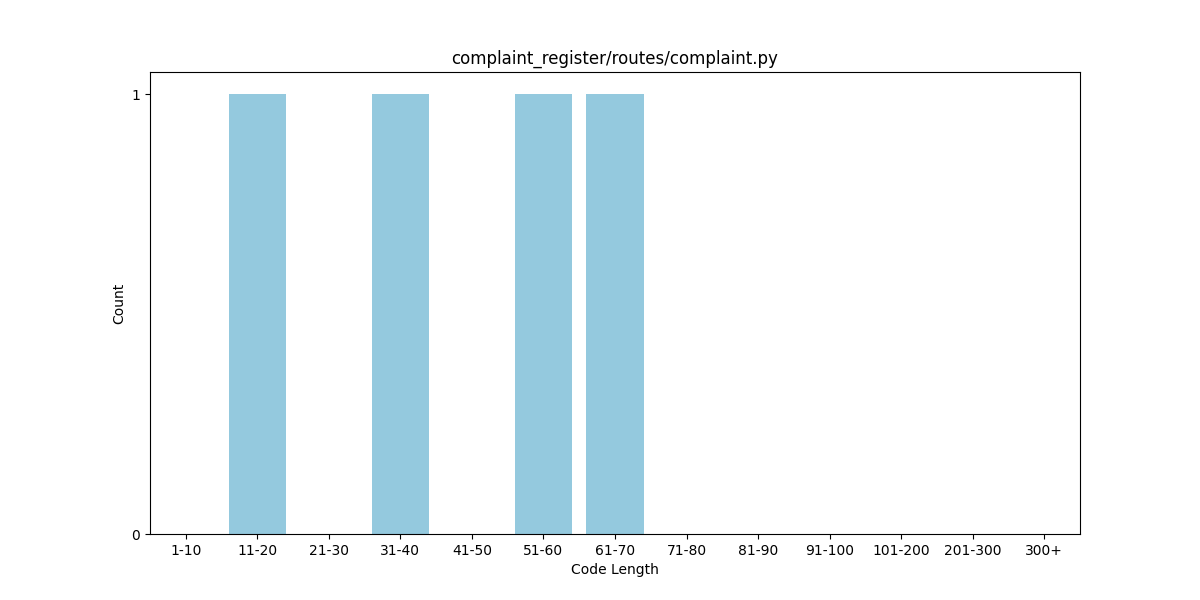 complaint_register/routes/complaint.py
1
0
Count
1-10 11-20 21-30 31-40 41-50 51-60 61-70 71-80 81-90 91-100 101-200 201-300 300+
Code Length